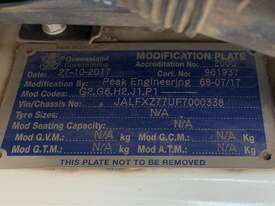 Queensland Government
MODIFICATION PLATE
Accreditation No.
Date: 27-10-2017 Cert. No: 961937
Modification By: Peak Engineering 68-07/17
Mod Codes: G2,G6,H2,J1,P1
Vin/Chassis No: JALFXZ77UF7000338
Tyre Sizes: N/A
Mod Seating Capacity: N/A
Mod G.V.M. N/A kg Mod G.C.M. N/A Kg
Mod A.T.M. N/A kg Mod G.T.M. N/A Kg
THIS PLATE NOT TO BE REMOVED